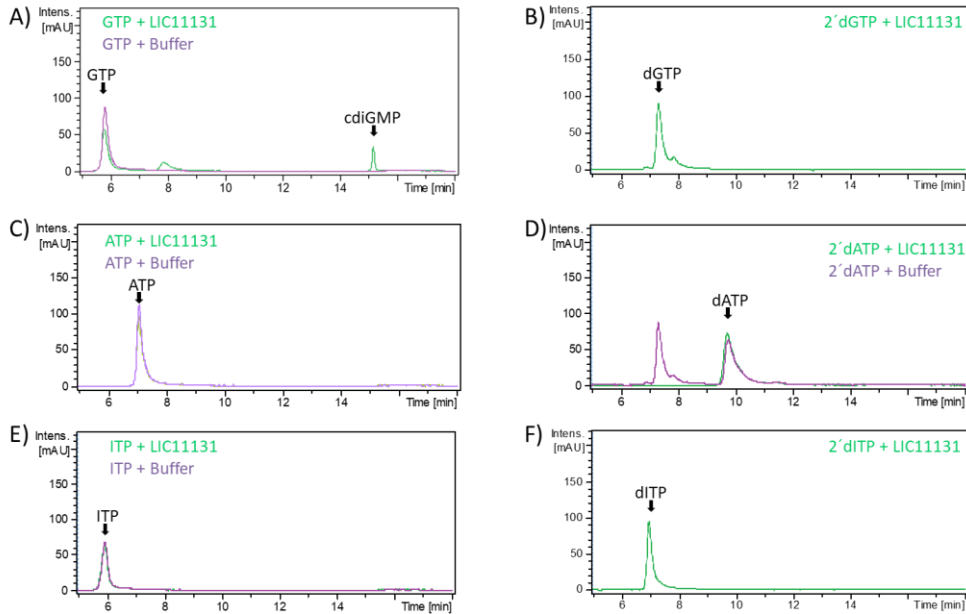 A)
Intens.
[mAU]
GTP + LIC11131
GTP + Buffer
GTP
cdiGMP
150
100
50
0
6
8
10
12
14
Time [min]
B)
Intens.
[mAU]
2´dGTP + LIC11131
dGTP
150
100
50
0
6
8
10
12
14
Time [min]
C)
Intens.
[mAU]
ATP + LIC11131
ATP + Buffer
ATP
150
100
50
0
6
8
10
12
14
Time [min]
D)
Intens.
[mAU]
2´dATP + LIC11131
2´dATP + Buffer
dATP
150
100
50
0
6
8
10
12
14
Time [min]
E)
Intens.
[mAU]
ITP + LIC11131
ITP + Buffer
ITP
150
100
50
0
6
8
10
12
14
Time [min]
F)
Intens.
[mAU]
2´dITP + LIC11131
dITP
150
100
50
0
6
8
10
12
14
Time [min]